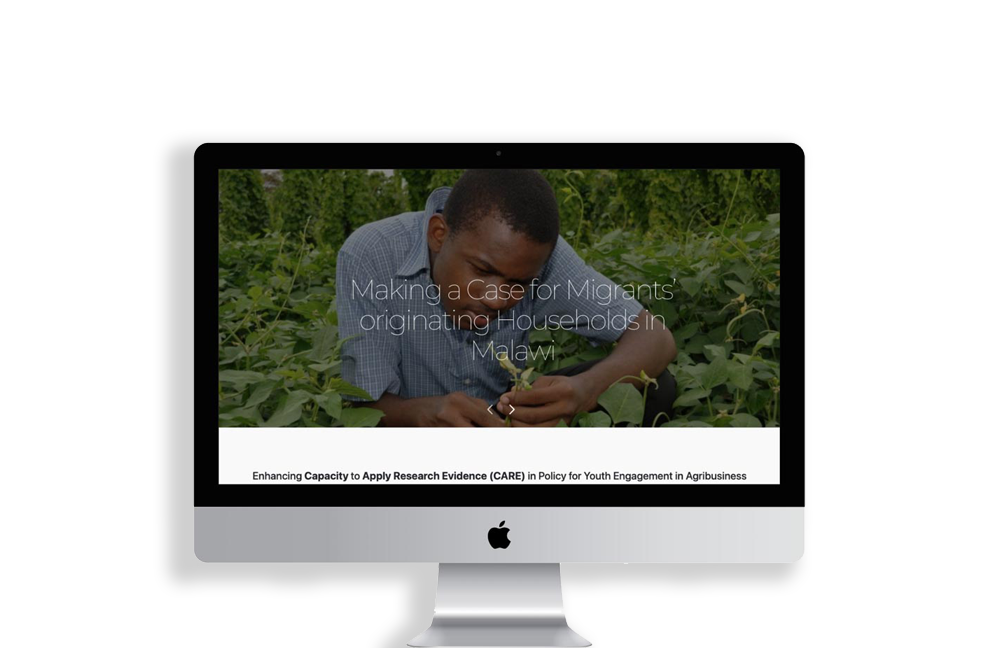 Making a Case for Migrants’
originating Households in
Malawi
Enhancing Capacity to Apply Research Evidence (CARE) in Policy for Youth Engagement in Agribusiness